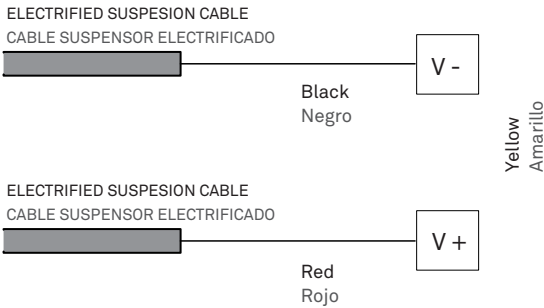 ELECTRIFIED SUSPESION CABLE
CABLE SUSPENSOR ELECTRIFICADO
V -
Black
Negro
Yellow
Amarillo
ELECTRIFIED SUSPESION CABLE
CABLE SUSPENSOR ELECTRIFICADO
V +
Red
Rojo